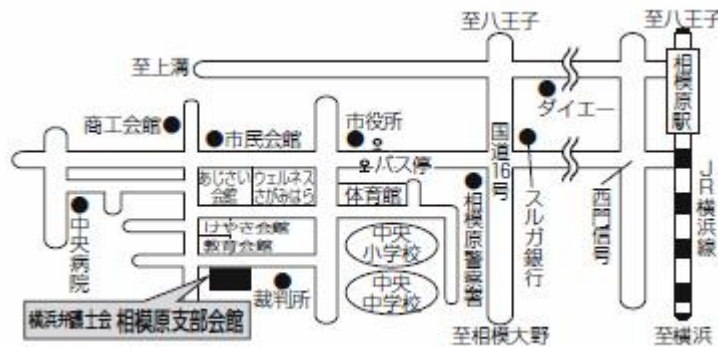 至八王子
至八王子
至上溝
相模原駅
ダイエー
商工会館
市民会館
市役所
国道16号
バス停
あじさい会館
ウェルネスさがみはら
体育館
スルガ銀行
西門信号
JR横浜線
中央病院
けやき会館
教育会館
中央小学校
相模原警察署
中央中学校
裁判所
横浜弁護士会 相模原支部会館
至相模大野
至横浜